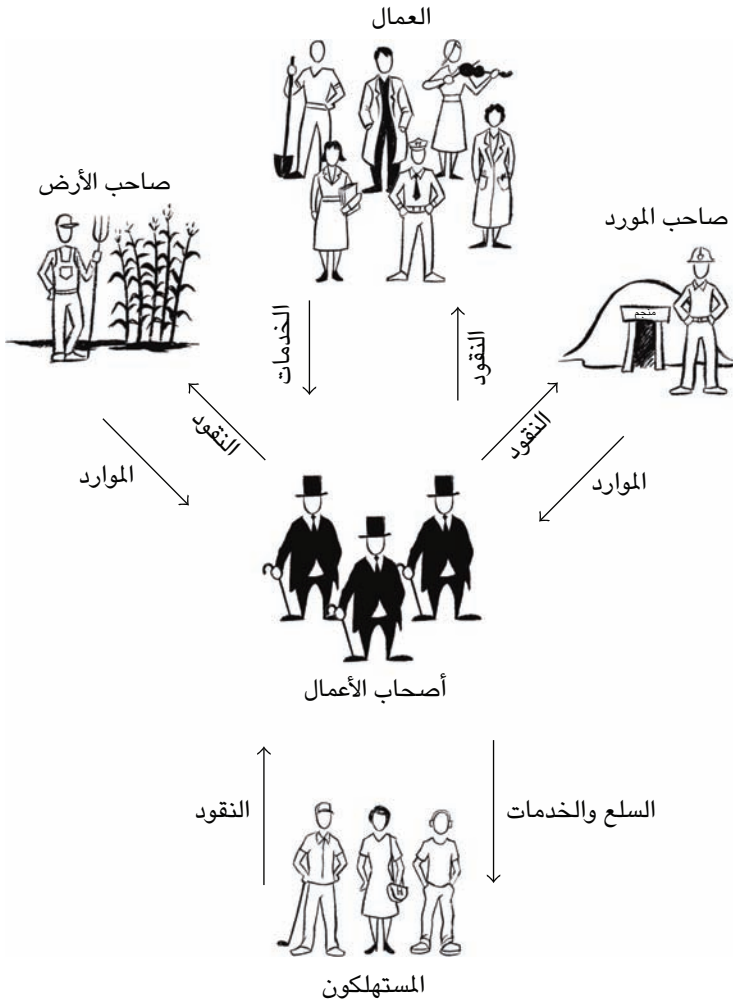 العمال
صاحب الأرض
صاحب المورد
منجم
الخدمات
النقود
النقود
النقود
الموارد
الموارد
أصحاب الأعمال
النقود
السلع والخدمات
المستهلكون